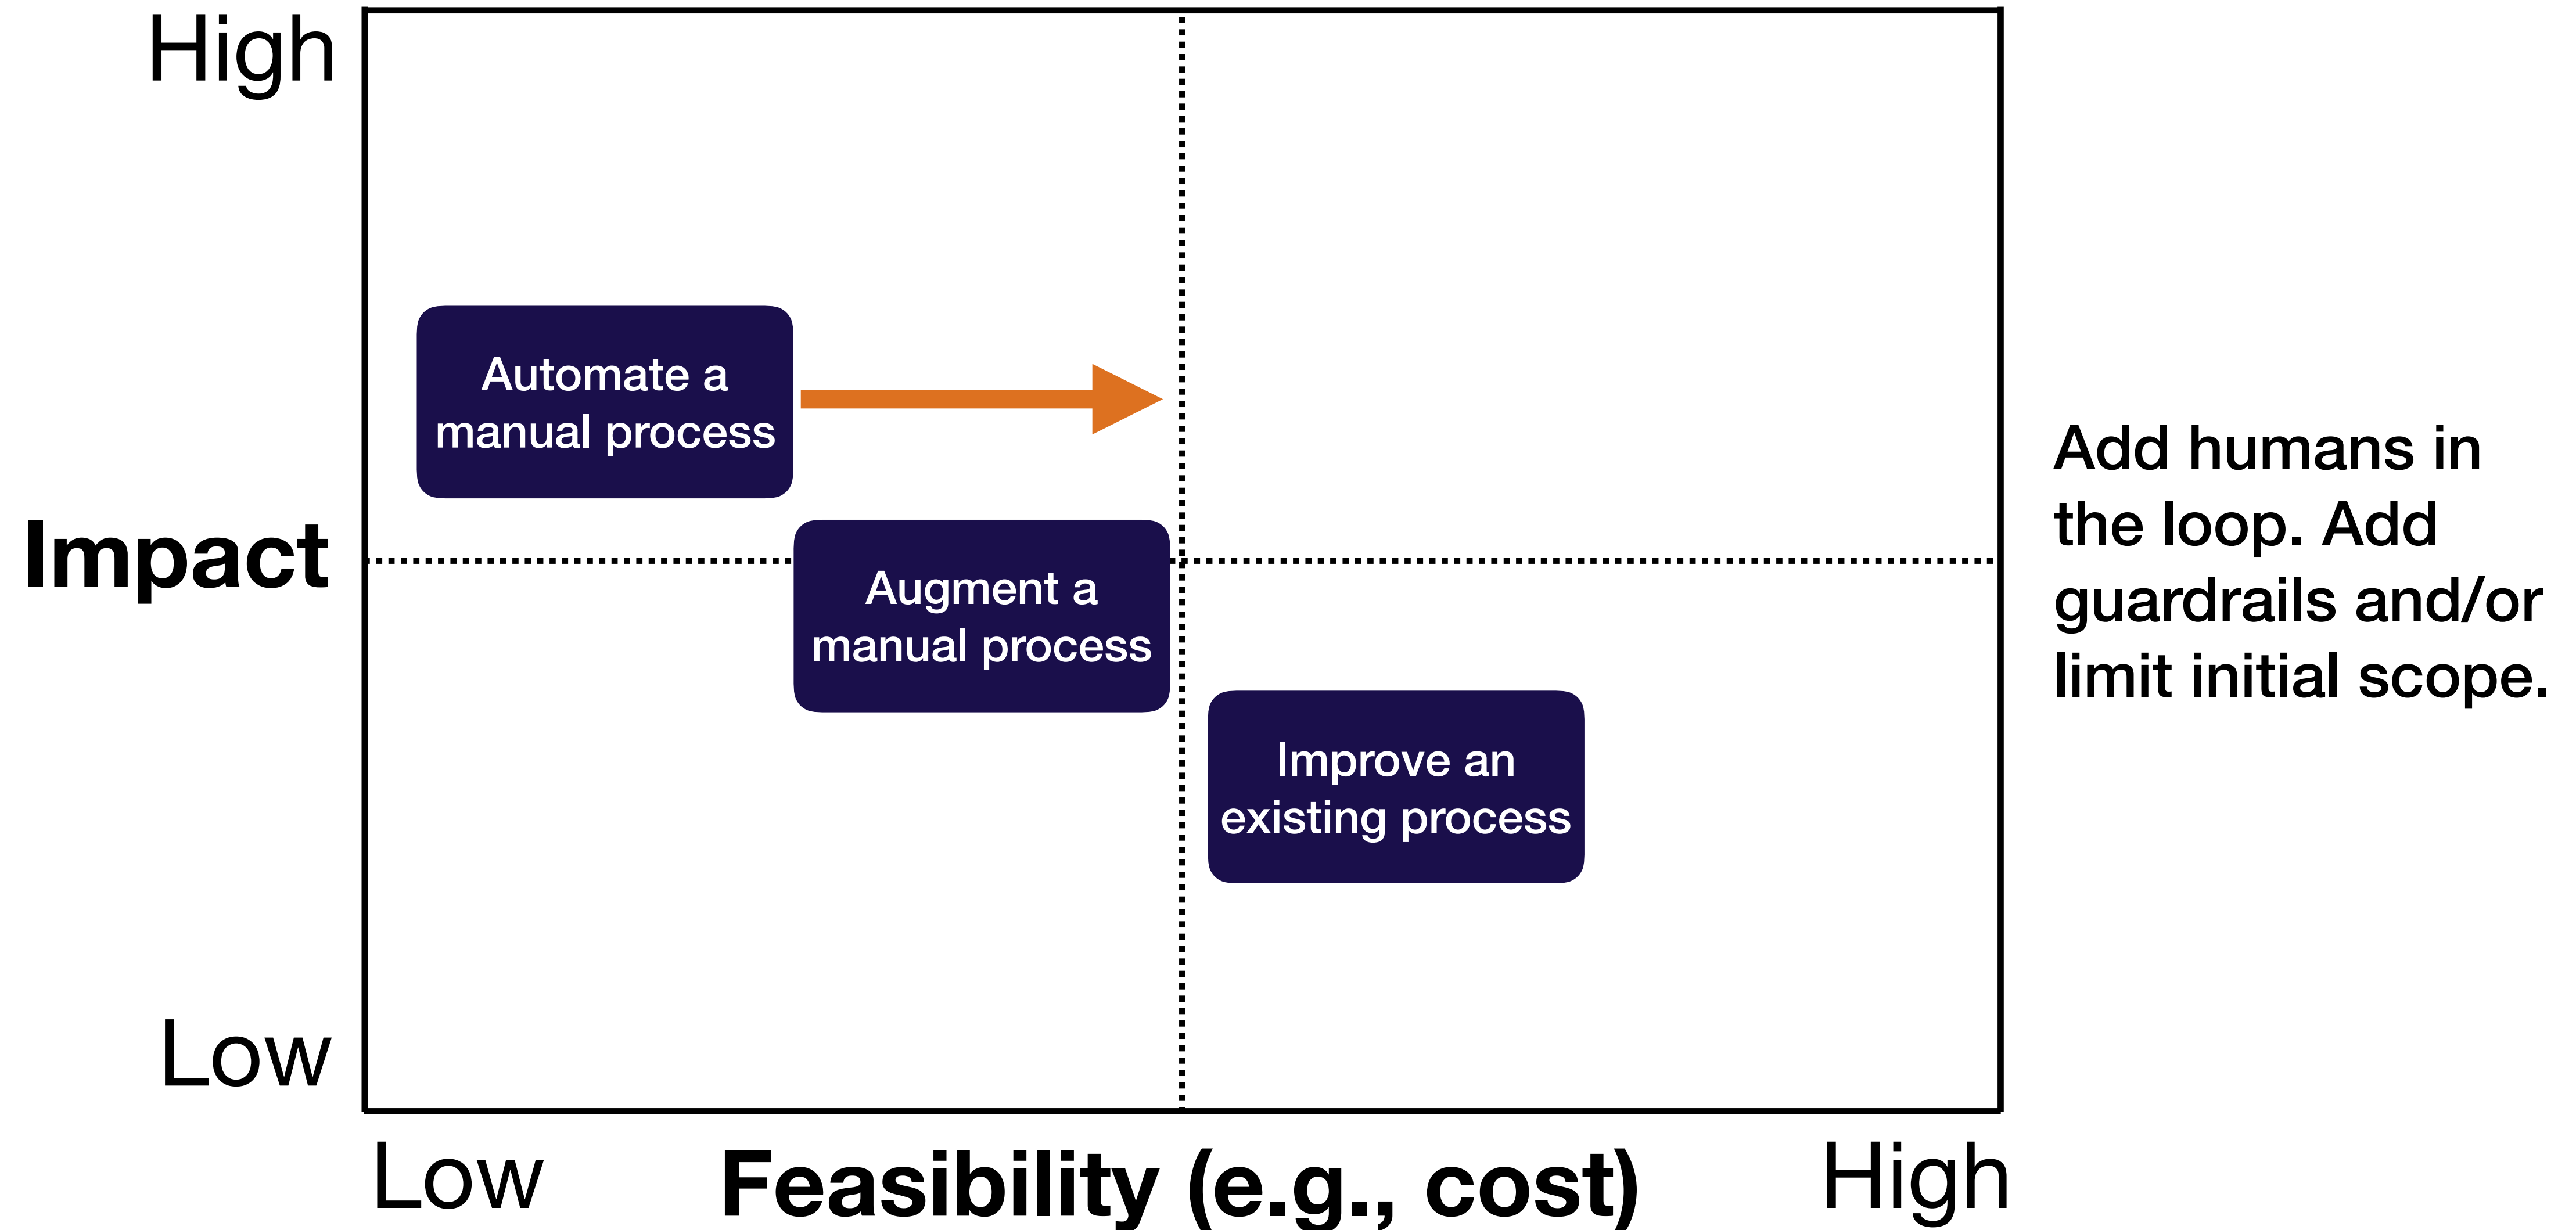 High
Automate a
manual process
Impact
Augment a
manual process
Improve an
existing process
Add humans in
the loop. Add
guardrails and/or
limit initial scope.
Low
Low
Feasibility (e.g., cost)
High